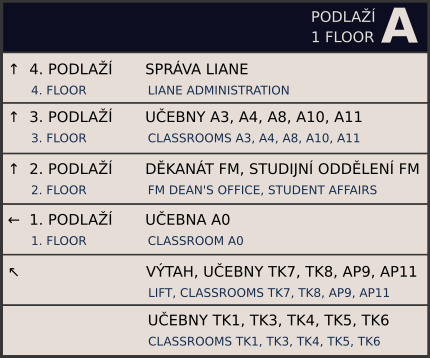 PODLAŽÍ
1 FLOOR A
↑ 4. PODLAŽÍ SPRÁVA LIANE
4. FLOOR LIANE ADMINISTRATION
↑ 3. PODLAŽÍ UČEBNY A3, A4, A8, A10, A11
3. FLOOR CLASSROOMS A3, A4, A8, A10, A11
↑ 2. PODLAŽÍ DĚKANÁT FM, STUDIJNÍ ODDĚLENÍ FM
2. FLOOR FM DEAN'S OFFICE, STUDENT AFFAIRS
← 1. PODLAŽÍ UČEBNA A0
1. FLOOR CLASSROOM A0
↖ VÝTAH, UČEBNY TK7, TK8, AP9, AP11
LIFT, CLASSROOMS TK7, TK8, AP9, AP11
UČEBNY TK1, TK3, TK4, TK5, TK6
CLASSROOMS TK1, TK3, TK4, TK5, TK6